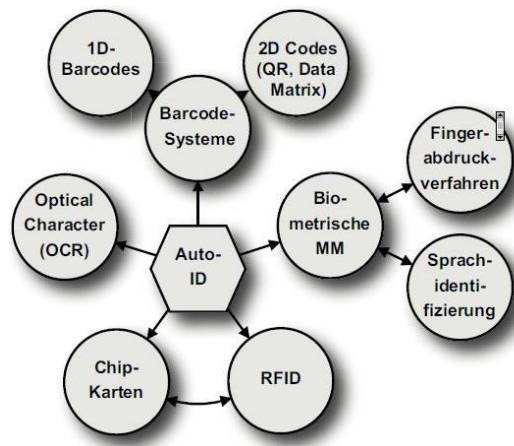 1D-
Barcodes
2D Codes
(QR, Data
Matrix)
Barcode-
Systeme
Finger-
abdruck-
verfahren
Optical
Character
(OCR)
Auto-
ID
Bio-
metrische
MM
Sprach-
identi-
fizierung
Chip-
Karten
RFID